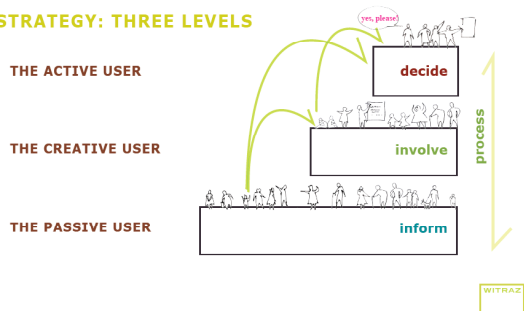 STRATEGY: THREE LEVELS
yes, please!
THE ACTIVE USER
decide
THE CREATIVE USER
involve
process
THE PASSIVE USER
inform
WITRAZ